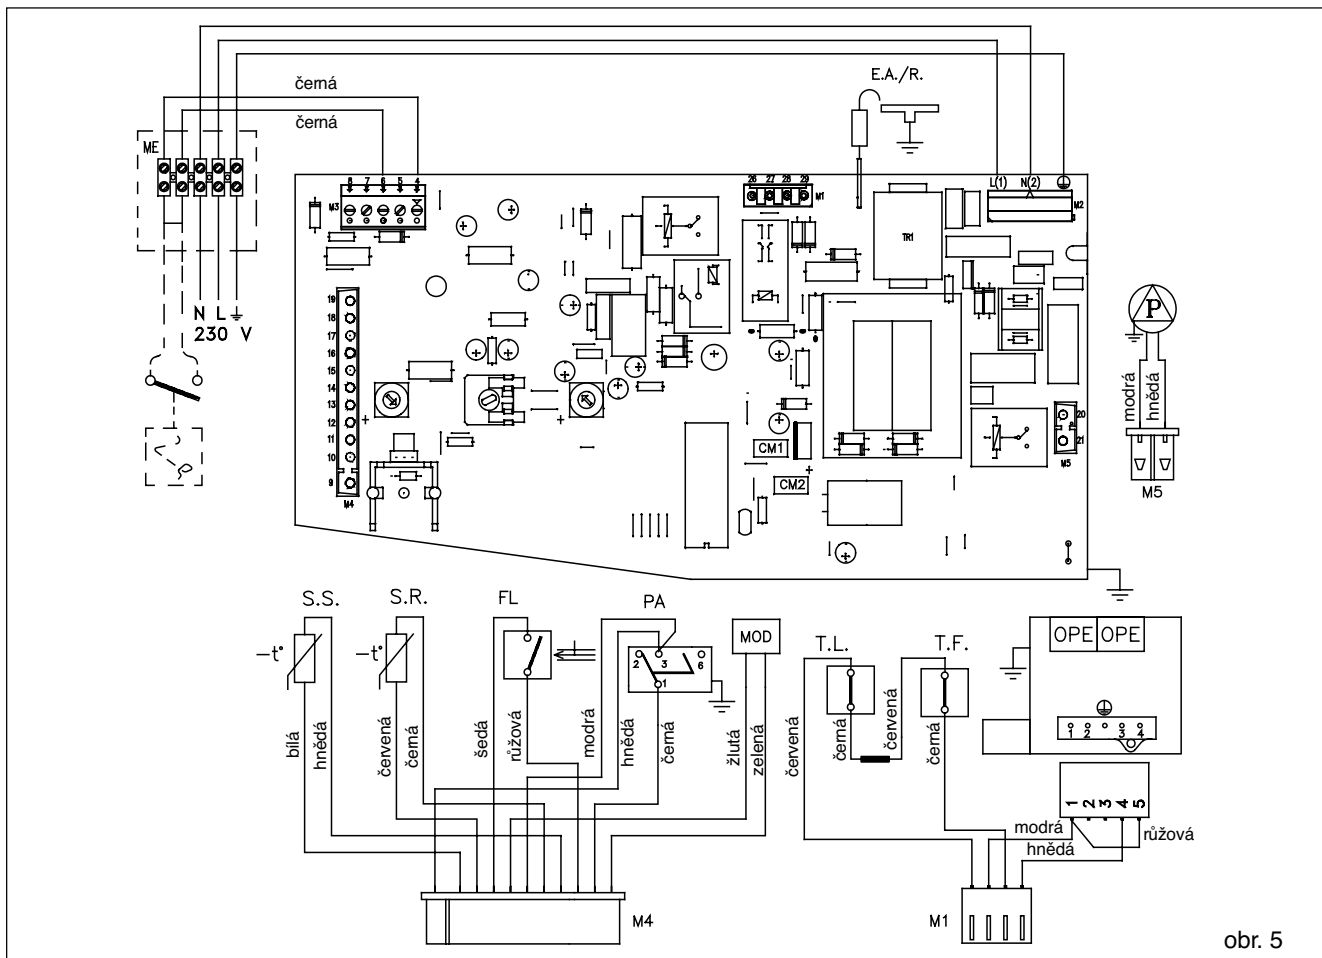 černá
černá
E.A./R.
ME
8 7 6 5 4
M3
26 27 28 29
M1
L(1) N(2)
M2
TR1
N L
230 V
19
18
17
16
15
14
13
12
11
10
9
M4
+
+
CM1
+
CM2
20
21
M5
P
modrá
hnědá
M5
S.S.
S.R.
FL
PA
MOD
T.L.
T.F.
OPE OPE
-t°
-t°
2 3 6
1
1 2 3 4
bílá
hnědá
červená
černá
šedá
růžová
modrá
hnědá
černá
žlutá
zelená
červená
černá
červená
černá
1 2 3 4 5
modrá
hnědá
růžová
M4
M1
obr. 5